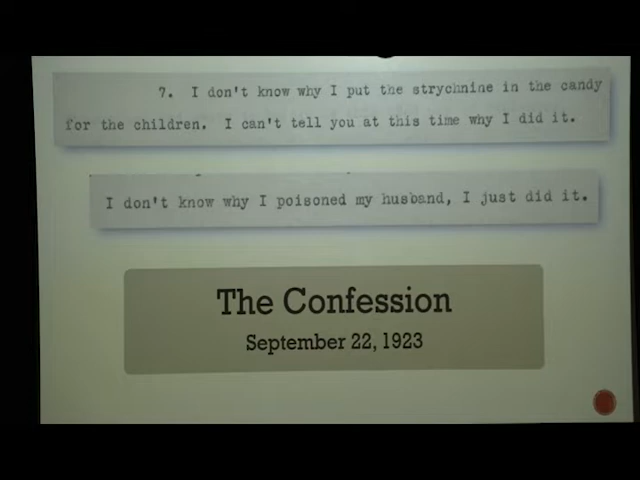 7. I don't know why I put the strychnine in the candy
for the children. I can't tell you at this time why I did it.
I don't know why I poisoned my husband, I just did it.
The Confession
September 22, 1923